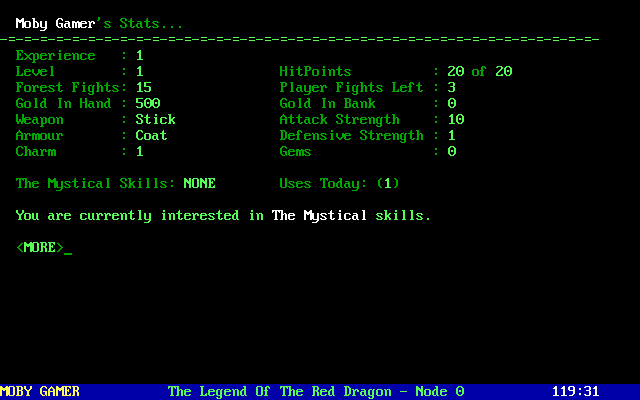 Moby Gamer's Stats...
-=-=-=-=-=-=-=-=-=-=-=-=-=-=-=-=-=-=-=-=-=-=-=-=-=-=-=-=-=-=-=-=-=-=-=-=-=-
Experience   : 1
Level        : 1                 HitPoints          : 20 of 20
Forest Fights: 15                Player Fights Left : 3
Gold In Hand : 500               Gold In Bank       : 0
Weapon       : Stick             Attack Strength    : 10
Armour       : Coat              Defensive Strength : 1
Charm        : 1                 Gems               : 0
The Mystical Skills: NONE        Uses Today: (1)
You are currently interested in The Mystical skills.
<MORE>_
MOBY GAMER           The Legend Of The Red Dragon - Node 0           119:31